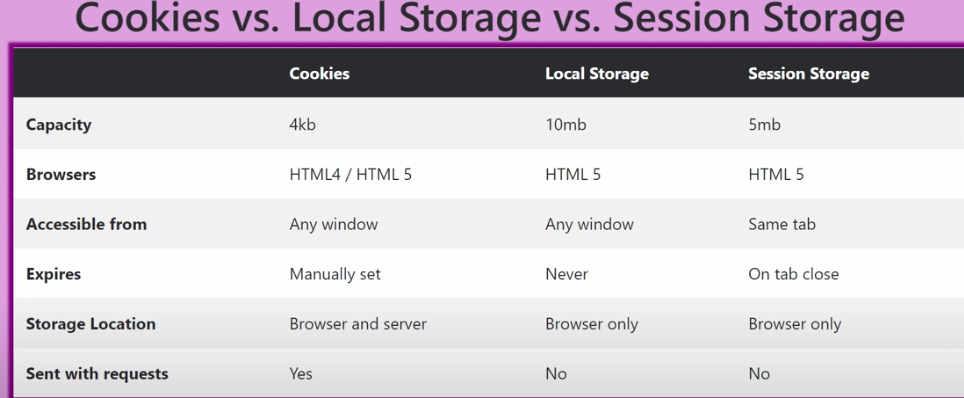 Cookies vs. Local Storage vs. Session Storage
Cookies Local Storage Session Storage
Capacity 4kb 10mb 5mb
Browsers HTML4 / HTML 5 HTML 5 HTML 5
Accessible from Any window Any window Same tab
Expires Manually set Never On tab close
Storage Location Browser and server Browser only Browser only
Sent with requests Yes No No